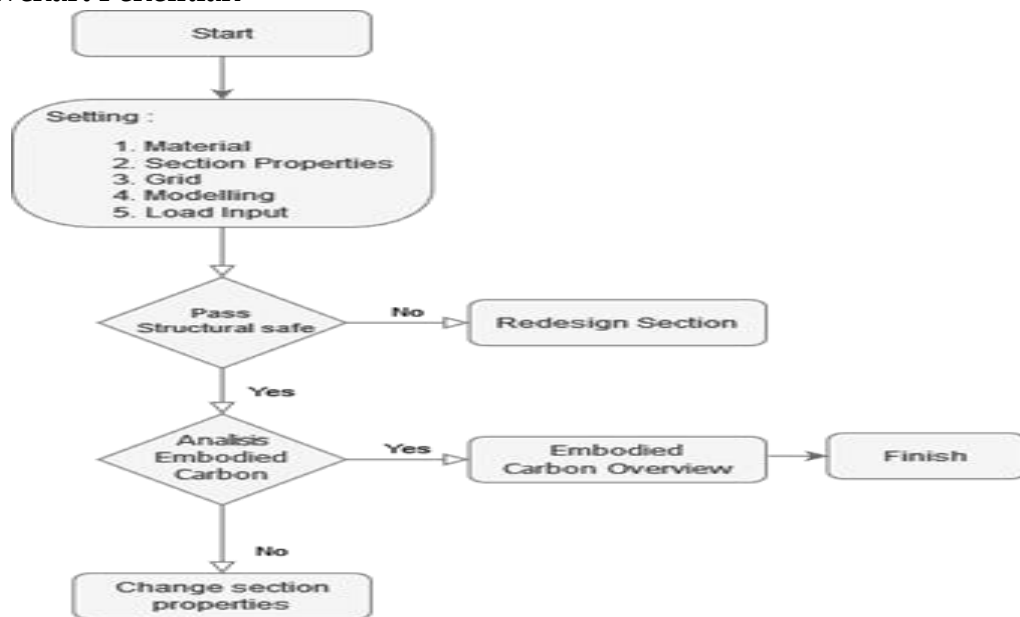 Start
Setting :
1. Material
2. Section Properties
3. Grid
4. Modelling
5. Load Input
Pass
Structural safe
No
Redesign Section
Yes
Analisis
Embodied
Carbon
Yes
Embodied
Carbon Overview
Finish
No
Change section
properties